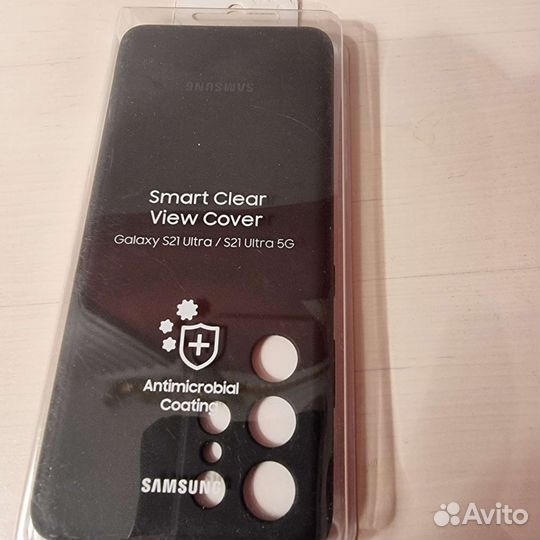 SAMSUNG
Smart Clear
View Cover
Galaxy S21 Ultra / S21 Ultra 5G
Antimicrobial
Coating
SAMSUNG
Avito